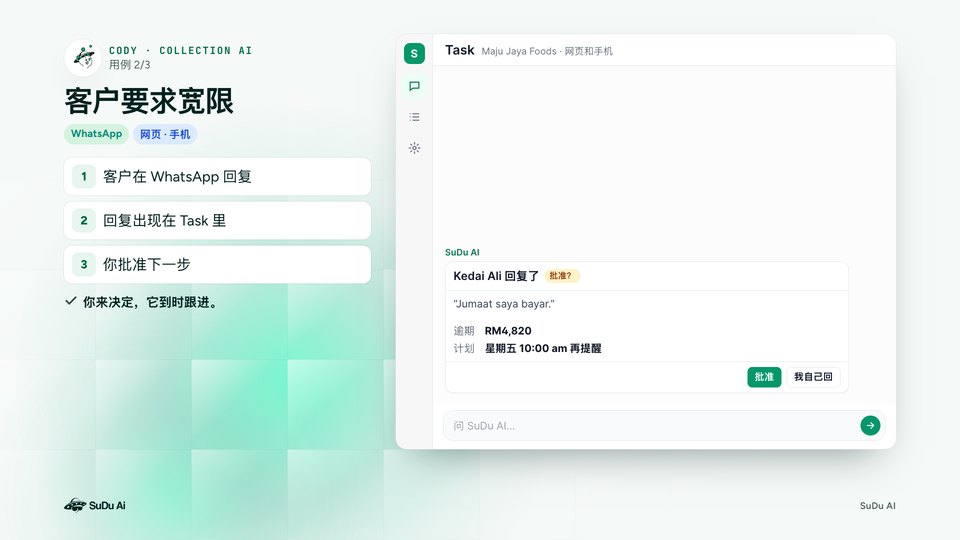 CODY · COLLECTION AI
用例 2/3
客户要求宽限
WhatsApp
网页 · 手机
1 客户在 WhatsApp 回复
2 回复出现在 Task 里
3 你批准下一步
你来决定，它到时跟进。
SuDu Ai
S
Task Maju Jaya Foods · 网页和手机
SuDu AI
Kedai Ali 回复了 批准？
“Jumaat saya bayar.”
逾期 RM4,820
计划 星期五 10:00 am 再提醒
批准 我自己回
问 SuDu AI...
SuDu AI